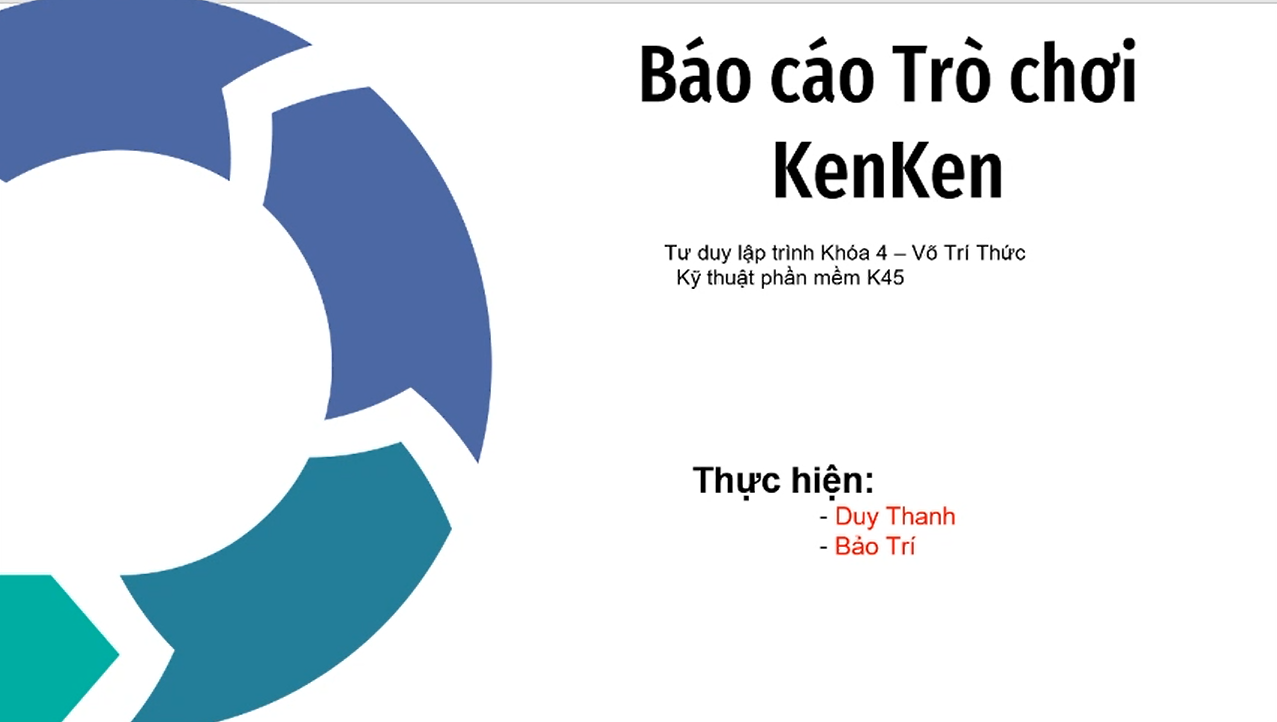 Báo cáo Trò chơi
KenKen
Tư duy lập trình Khóa 4 – Võ Trí Thức
Kỹ thuật phần mềm K45
Thực hiện:
- Duy Thanh
- Bảo Trí